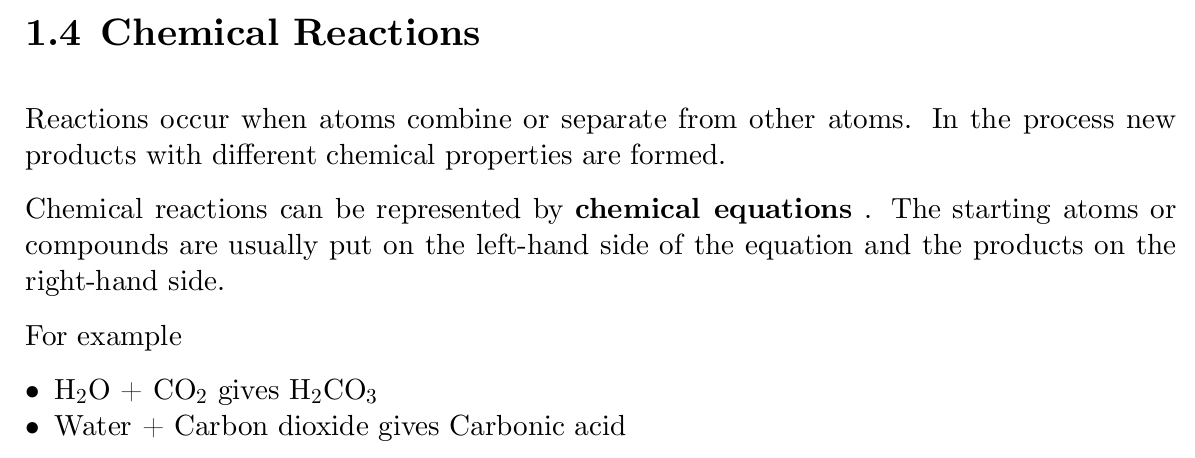 1.4 Chemical Reactions
Reactions occur when atoms combine or separate from other atoms. In the process new
products with different chemical properties are formed.
Chemical reactions can be represented by chemical equations . The starting atoms or
compounds are usually put on the left-hand side of the equation and the products on the
right-hand side.
For example
• H₂O + CO₂ gives H₂CO₃
• Water + Carbon dioxide gives Carbonic acid